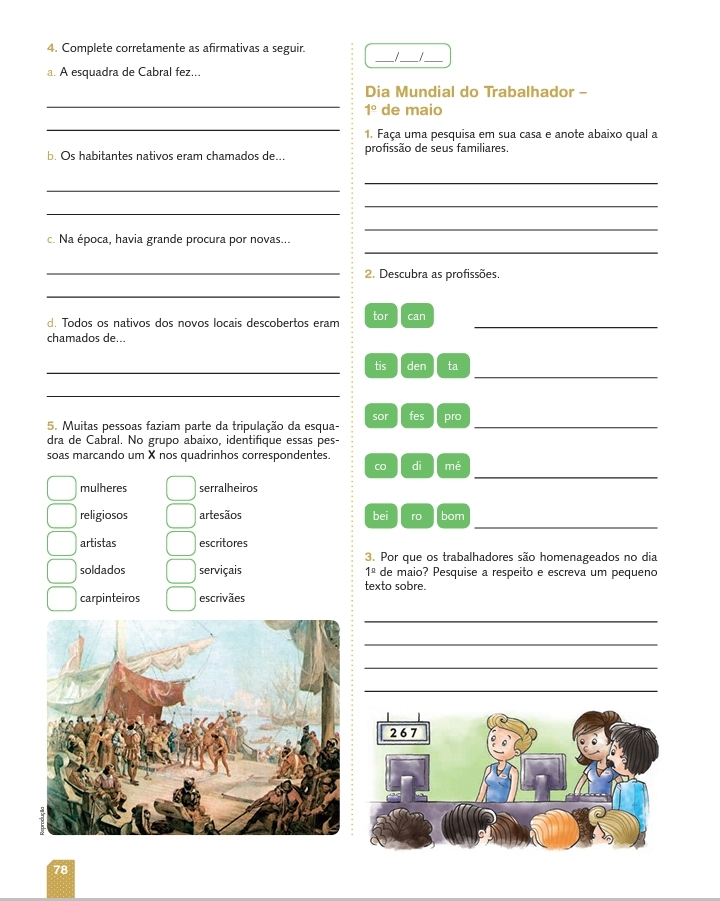 4. Complete corretamente as afirmativas a seguir.
a. A esquadra de Cabral fez...
b. Os habitantes nativos eram chamados de...
c. Na época, havia grande procura por novas...
d. Todos os nativos dos novos locais descobertos eram
chamados de...
5. Muitas pessoas faziam parte da tripulação da esqua-
dra de Cabral. No grupo abaixo, identifique essas pes-
soas marcando um X nos quadrinhos correspondentes.
mulheres
religiosos
artistas
soldados
carpinteiros
serralheiros
artesãos
escritores
serviçais
escrivães
Reprodução
78
___/___/___
Dia Mundial do Trabalhador –
1º de maio
1. Faça uma pesquisa em sua casa e anote abaixo qual a
profissão de seus familiares.
2. Descubra as profissões.
tor can
tis den ta
sor fes pro
co di mé
bei ro bom
3. Por que os trabalhadores são homenageados no dia
1º de maio? Pesquise a respeito e escreva um pequeno
texto sobre.
267